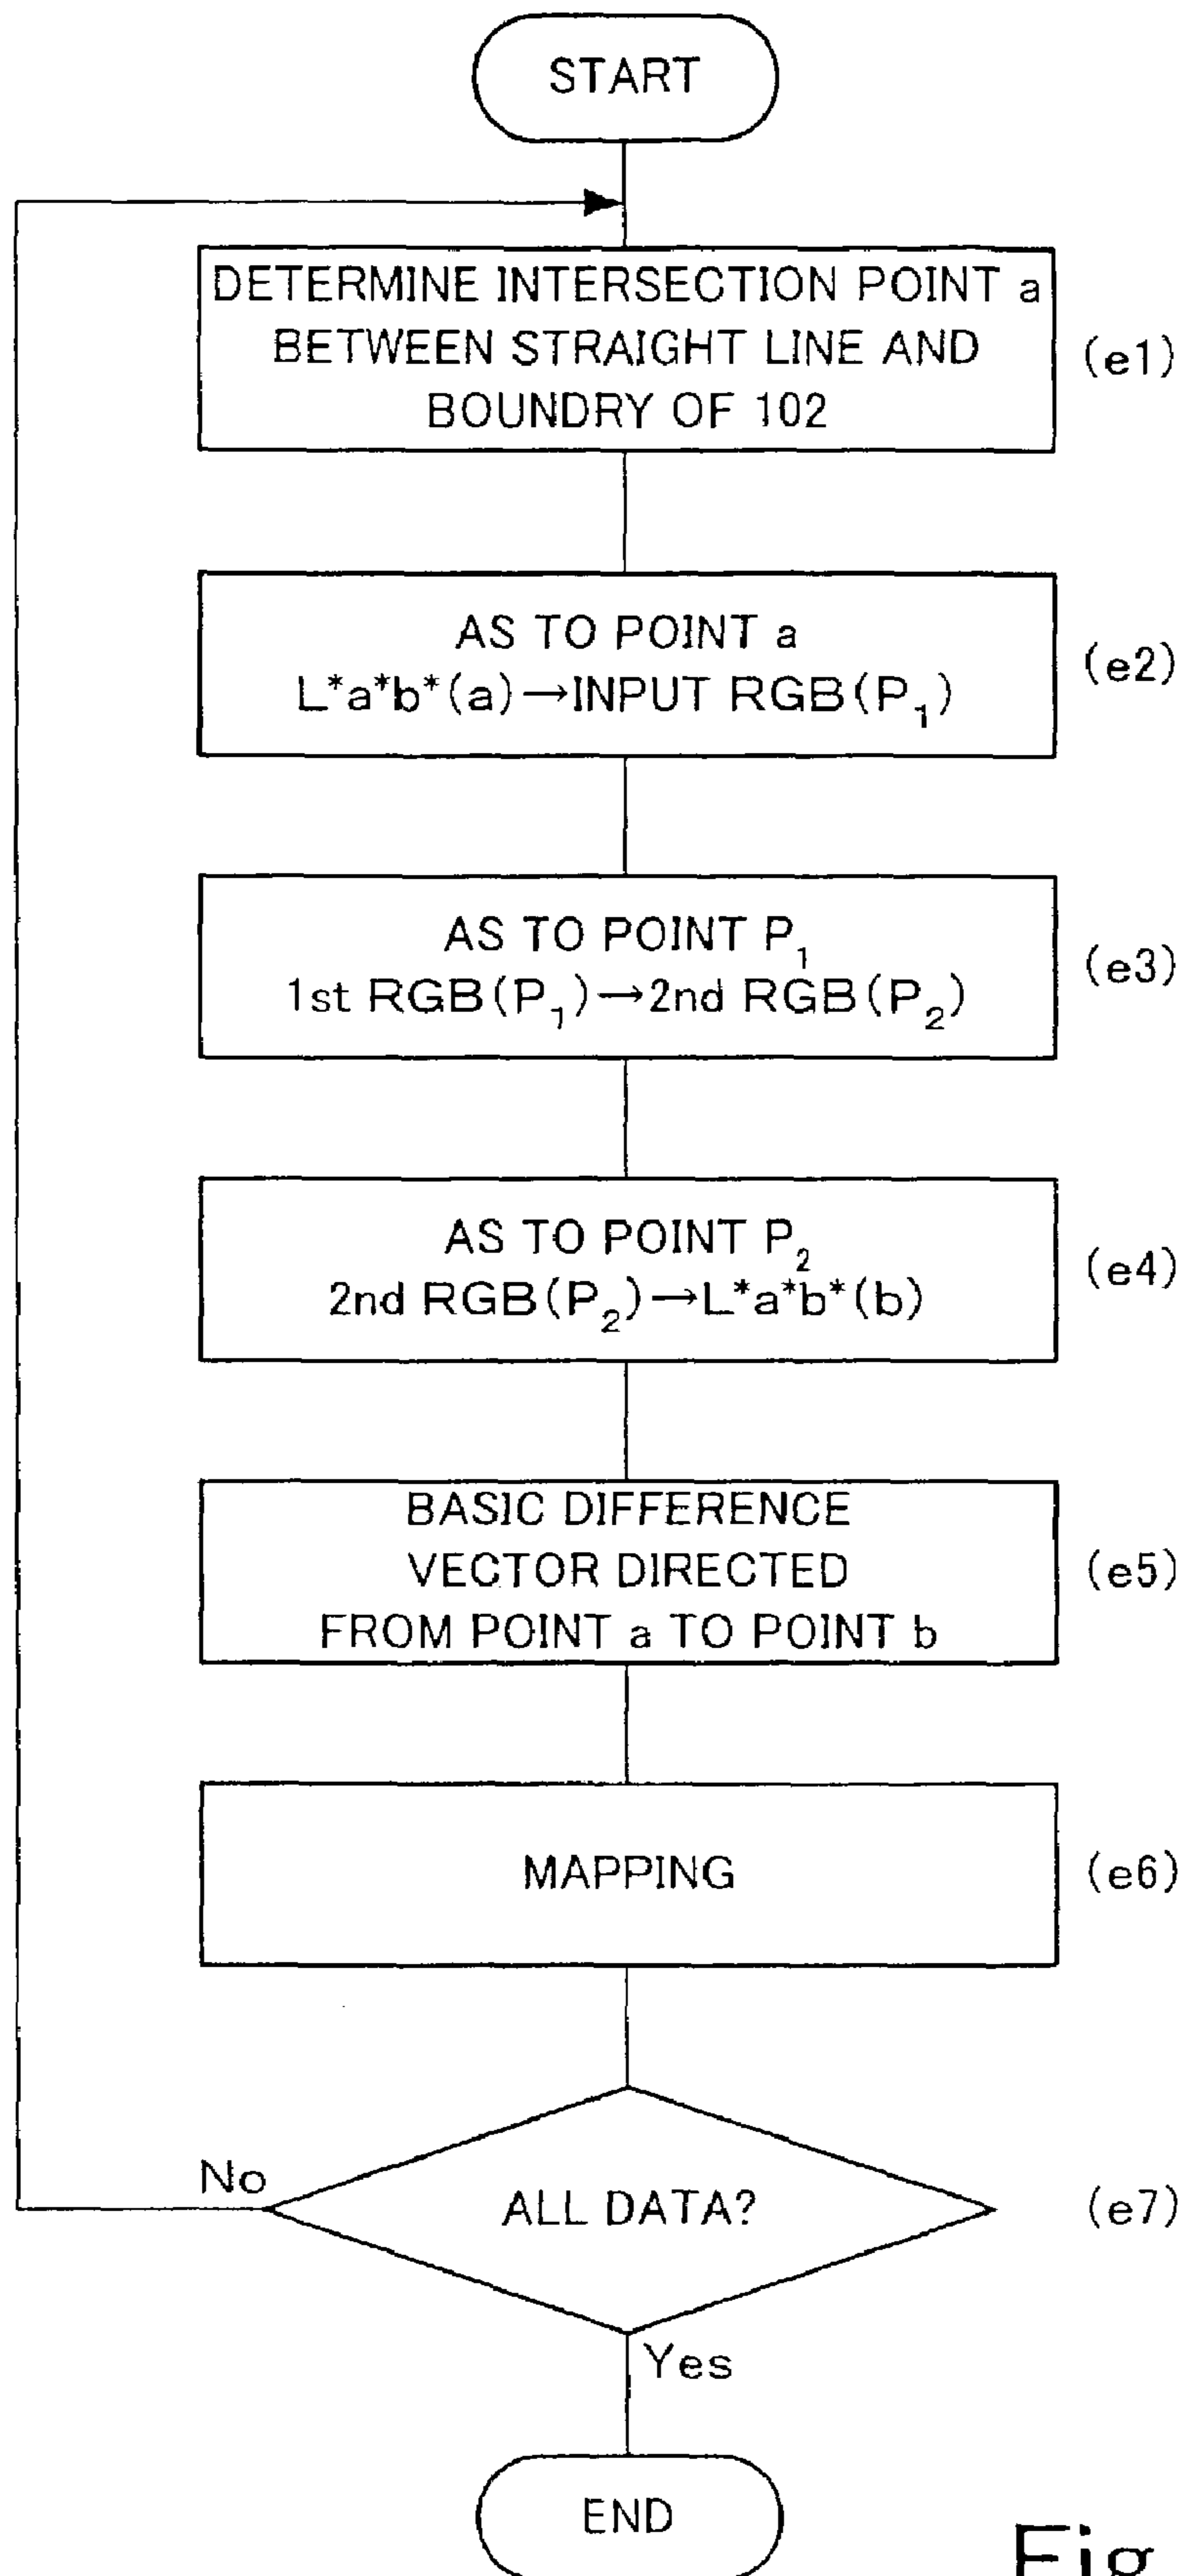 START
DETERMINE INTERSECTION POINT a
BETWEEN STRAIGHT LINE AND
BOUNDRY OF 102
(e1)
AS TO POINT a
L*a*b*(a)→INPUT RGB(P₁)
(e2)
AS TO POINT P₁
1st RGB(P₁)→2nd RGB(P₂)
(e3)
AS TO POINT P₂
2nd RGB(P₂)→L*a*b*(b)
(e4)
BASIC DIFFERENCE
VECTOR DIRECTED
FROM POINT a TO POINT b
(e5)
MAPPING
(e6)
No
ALL DATA?
(e7)
Yes
END
Fig